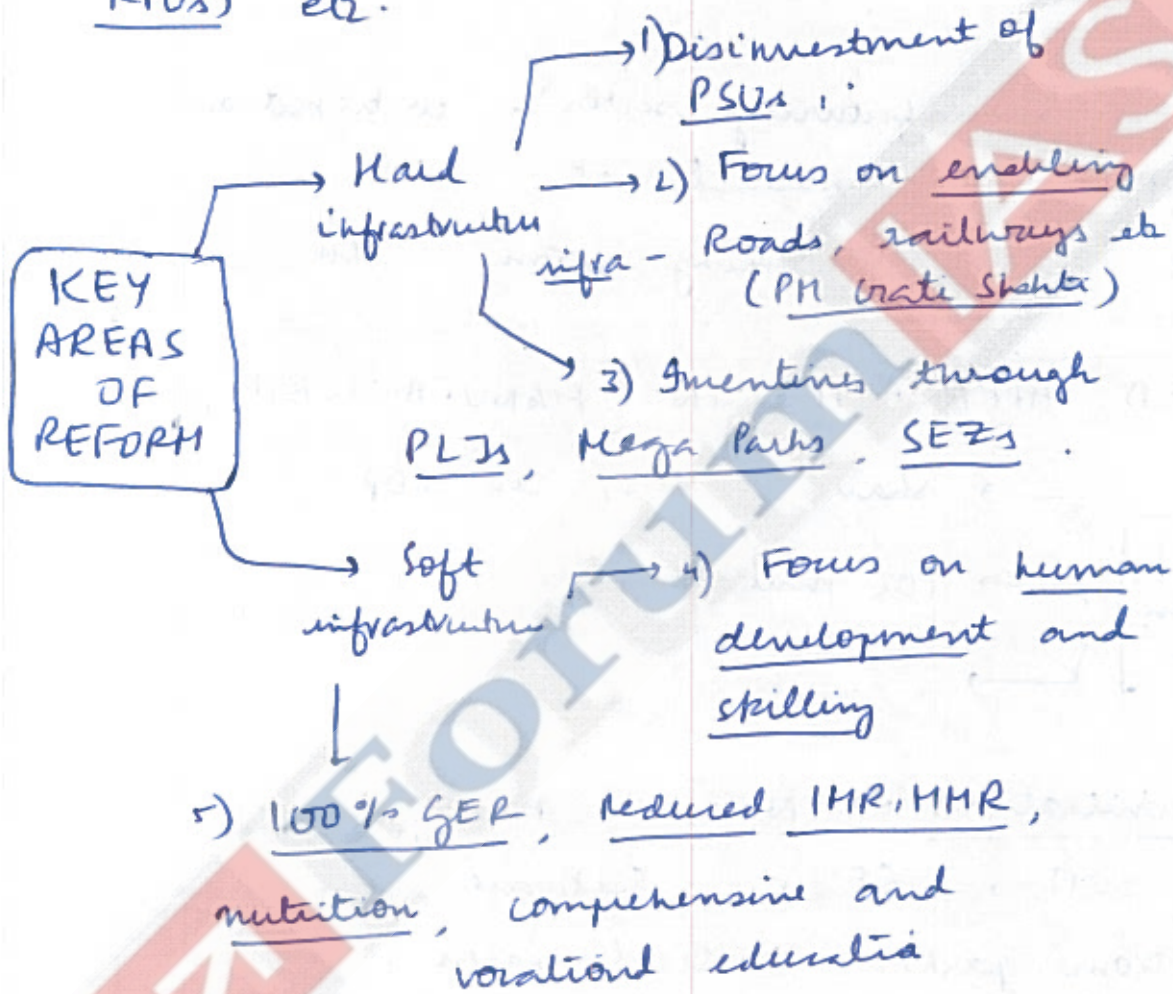 etc.
KEY
AREAS
OF
REFORM
Hard
infrastructure
1) Disinvestment of
PSUs :
2) Focus on enabling
infra - Roads, railways etc
(PM Gati Shakti)
3) Incentives through
PLIs, Mega Parks, SEZs.
Soft
infrastructure
4) Focus on human
development and
skilling
5) 100% GER, reduced IMR, MMR,
nutrition, comprehensive and
vocational education
Forum IAS